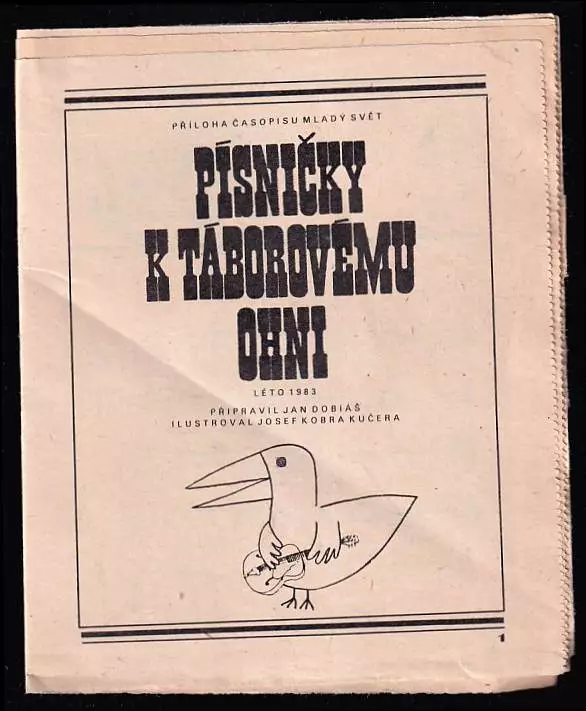 PŘÍLOHA ČASOPISU MLADÝ SVĚT
PÍSNIČKY
K TÁBOROVÉMU
OHNI
LÉTO 1983
PŘIPRAVIL JAN DOBIÁŠ
ILUSTROVAL JOSEF KOBRA KUČERA
1